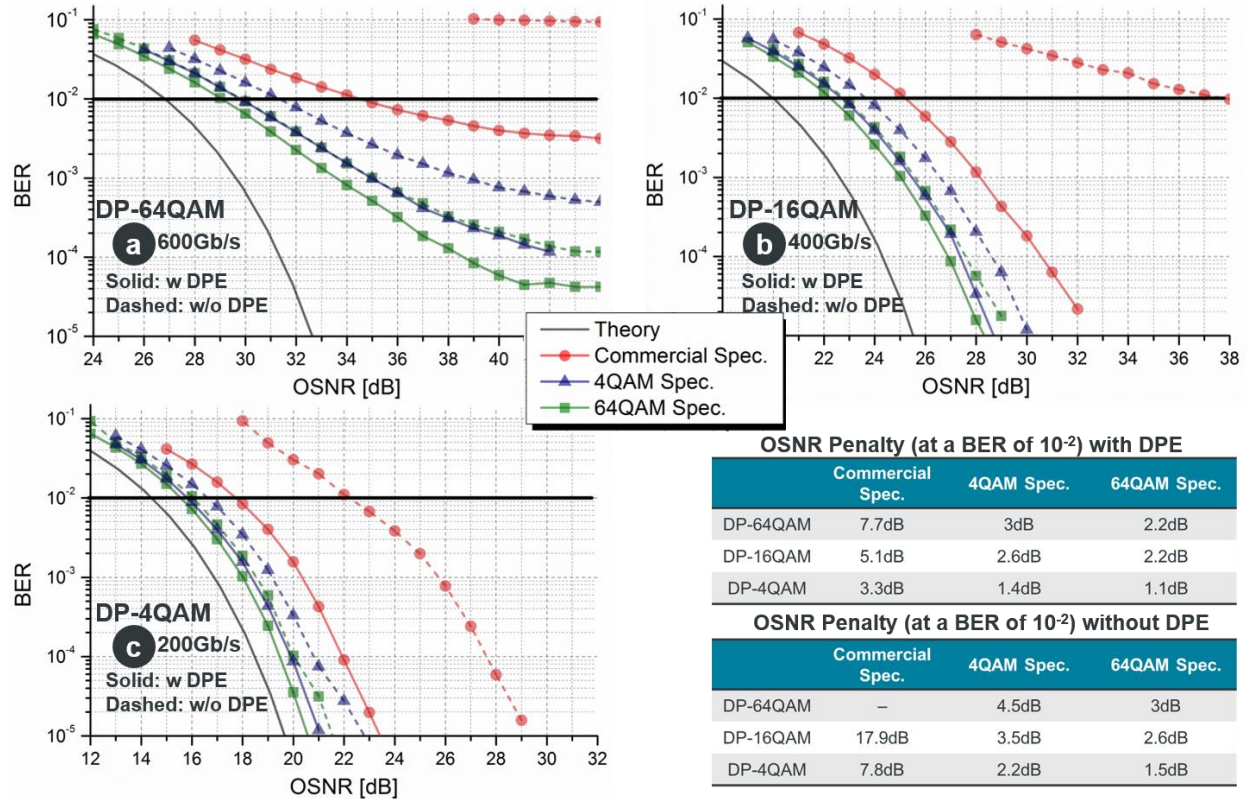 10⁻¹
10⁻²
10⁻³
10⁻⁴
10⁻⁵
BER
DP-64QAM
a 600Gb/s
Solid: w DPE
Dashed: w/o DPE
24 26 28 30 32 34 36 38 40
OSNR [dB]
10⁻¹
10⁻²
10⁻³
10⁻⁴
BER
DP-16QAM
b 400Gb/s
Solid: w DPE
Dashed: w/o DPE
22 24 26 28 30 32 34 36 38
OSNR [dB]
Theory
Commercial Spec.
4QAM Spec.
64QAM Spec.
10⁻¹
10⁻²
10⁻³
10⁻⁴
10⁻⁵
BER
DP-4QAM
c 200Gb/s
Solid: w DPE
Dashed: w/o DPE
12 14 16 18 20 22 24 26 28 30 32
OSNR [dB]
OSNR Penalty (at a BER of 10⁻²) with DPE
Commercial Spec. 4QAM Spec. 64QAM Spec.
DP-64QAM 7.7dB 3dB 2.2dB
DP-16QAM 5.1dB 2.6dB 2.2dB
DP-4QAM 3.3dB 1.4dB 1.1dB
OSNR Penalty (at a BER of 10⁻²) without DPE
Commercial Spec. 4QAM Spec. 64QAM Spec.
DP-64QAM – 4.5dB 3dB
DP-16QAM 17.9dB 3.5dB 2.6dB
DP-4QAM 7.8dB 2.2dB 1.5dB